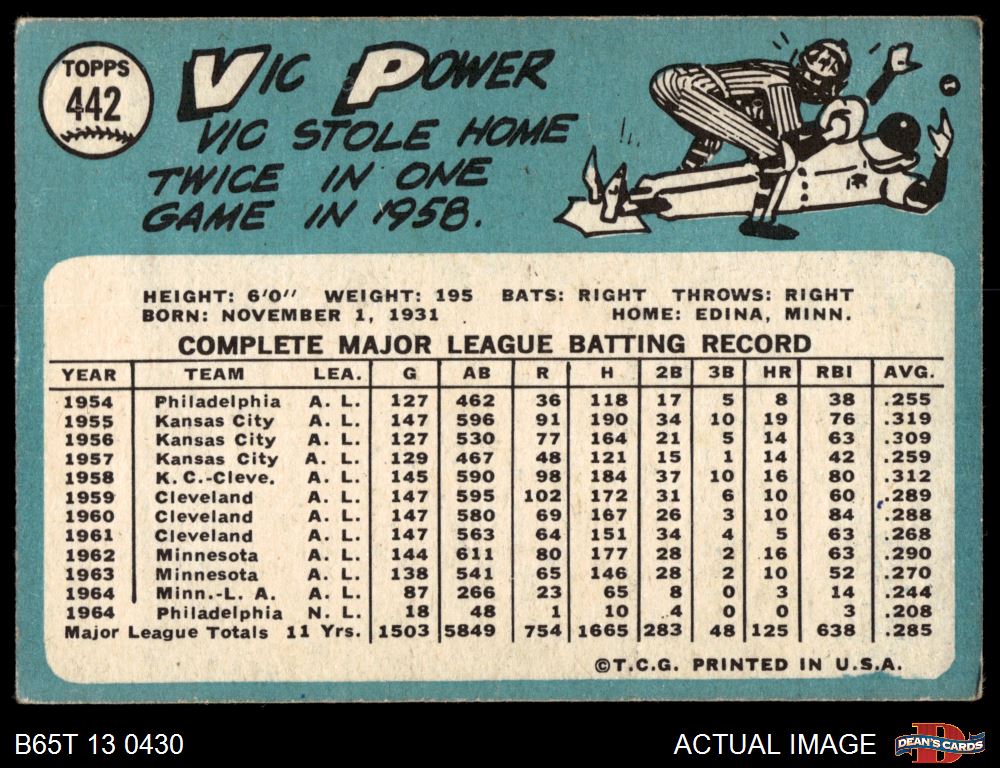 TOPPS
442
VIC POWER
VIC STOLE HOME
TWICE IN ONE
GAME IN 1958.
HEIGHT: 6'0" WEIGHT: 195 BATS: RIGHT THROWS: RIGHT
BORN: NOVEMBER 1, 1931 HOME: EDINA, MINN.
COMPLETE MAJOR LEAGUE BATTING RECORD
YEAR TEAM LEA. G AB R H 2B 3B HR RBI AVG.
1954 Philadelphia A. L. 127 462 36 118 17 5 8 38 .255
1955 Kansas City A. L. 147 596 91 190 34 10 19 76 .319
1956 Kansas City A. L. 127 530 77 164 21 5 14 63 .309
1957 Kansas City A. L. 129 467 48 121 15 1 14 42 .259
1958 K. C.-Cleve. A. L. 145 590 98 184 37 10 16 80 .312
1959 Cleveland A. L. 147 595 102 172 31 6 10 60 .289
1960 Cleveland A. L. 147 580 69 167 26 3 10 84 .288
1961 Cleveland A. L. 147 563 64 151 34 4 5 63 .268
1962 Minnesota A. L. 144 611 80 177 28 2 16 63 .290
1963 Minnesota A. L. 138 541 65 146 28 2 10 52 .270
1964 Minn.-L. A. A. L. 87 266 23 65 8 0 3 14 .244
1964 Philadelphia N. L. 18 48 1 10 4 0 0 3 .208
Major League Totals 11 Yrs. 1503 5849 754 1665 283 48 125 638 .285
©T.C.G. PRINTED IN U.S.A.
B65T 13 0430
ACTUAL IMAGE
D
DEAN'S CARDS